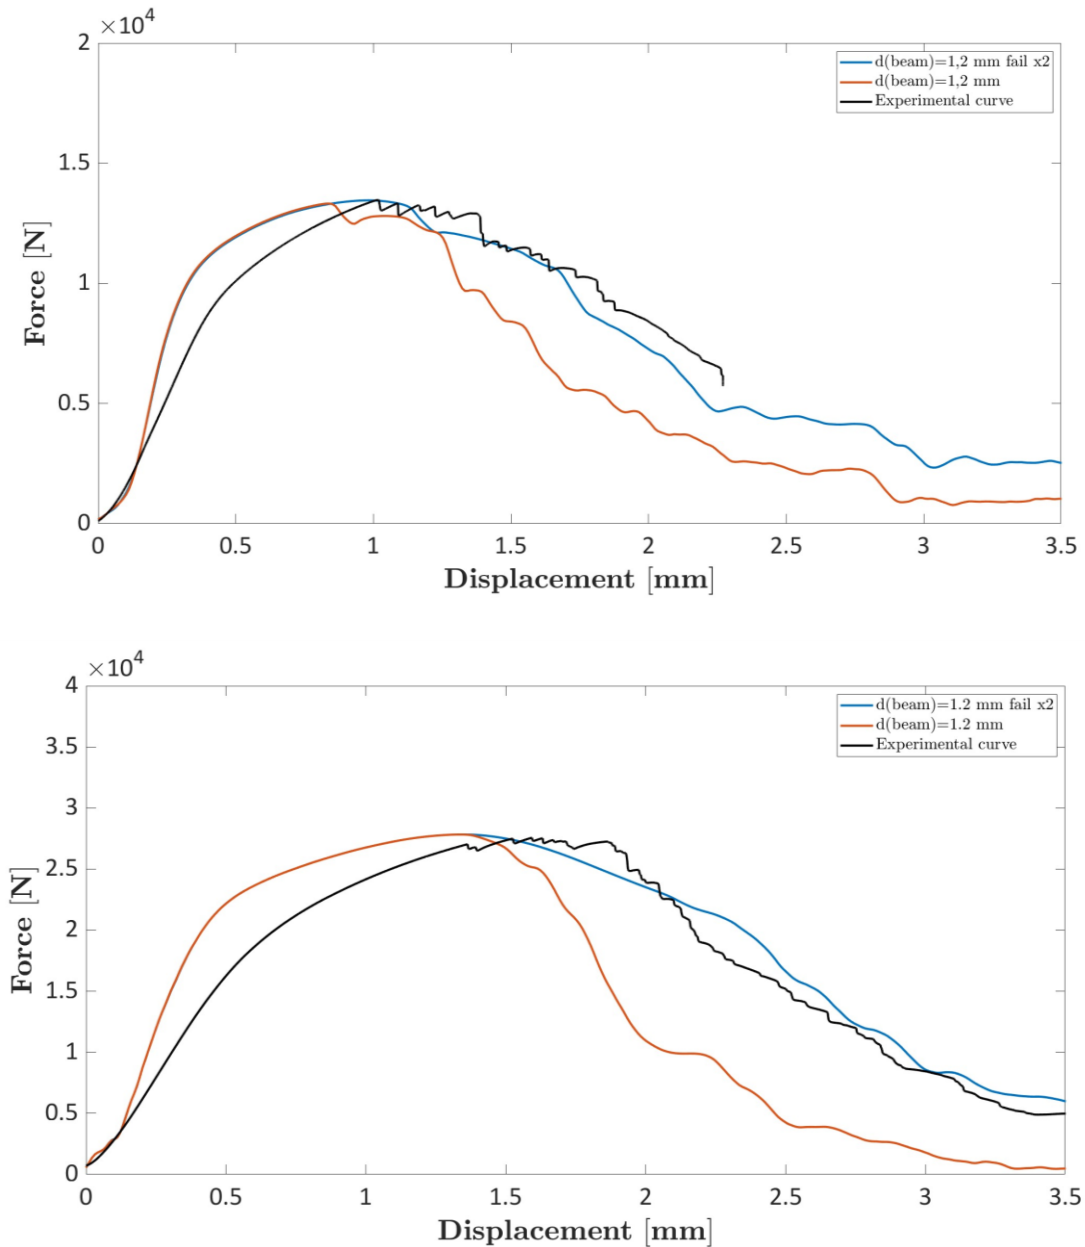 ×10⁴
2
1.5
1
0.5
0
Force [N]
d(beam)=1,2 mm fail x2
d(beam)=1,2 mm
Experimental curve
0 0.5 1 1.5 2 2.5 3 3.5
Displacement [mm]
×10⁴
4
3.5
3
2.5
2
1.5
1
0.5
0
Force [N]
d(beam)=1.2 mm fail x2
d(beam)=1.2 mm
Experimental curve
0 0.5 1 1.5 2 2.5 3 3.5
Displacement [mm]